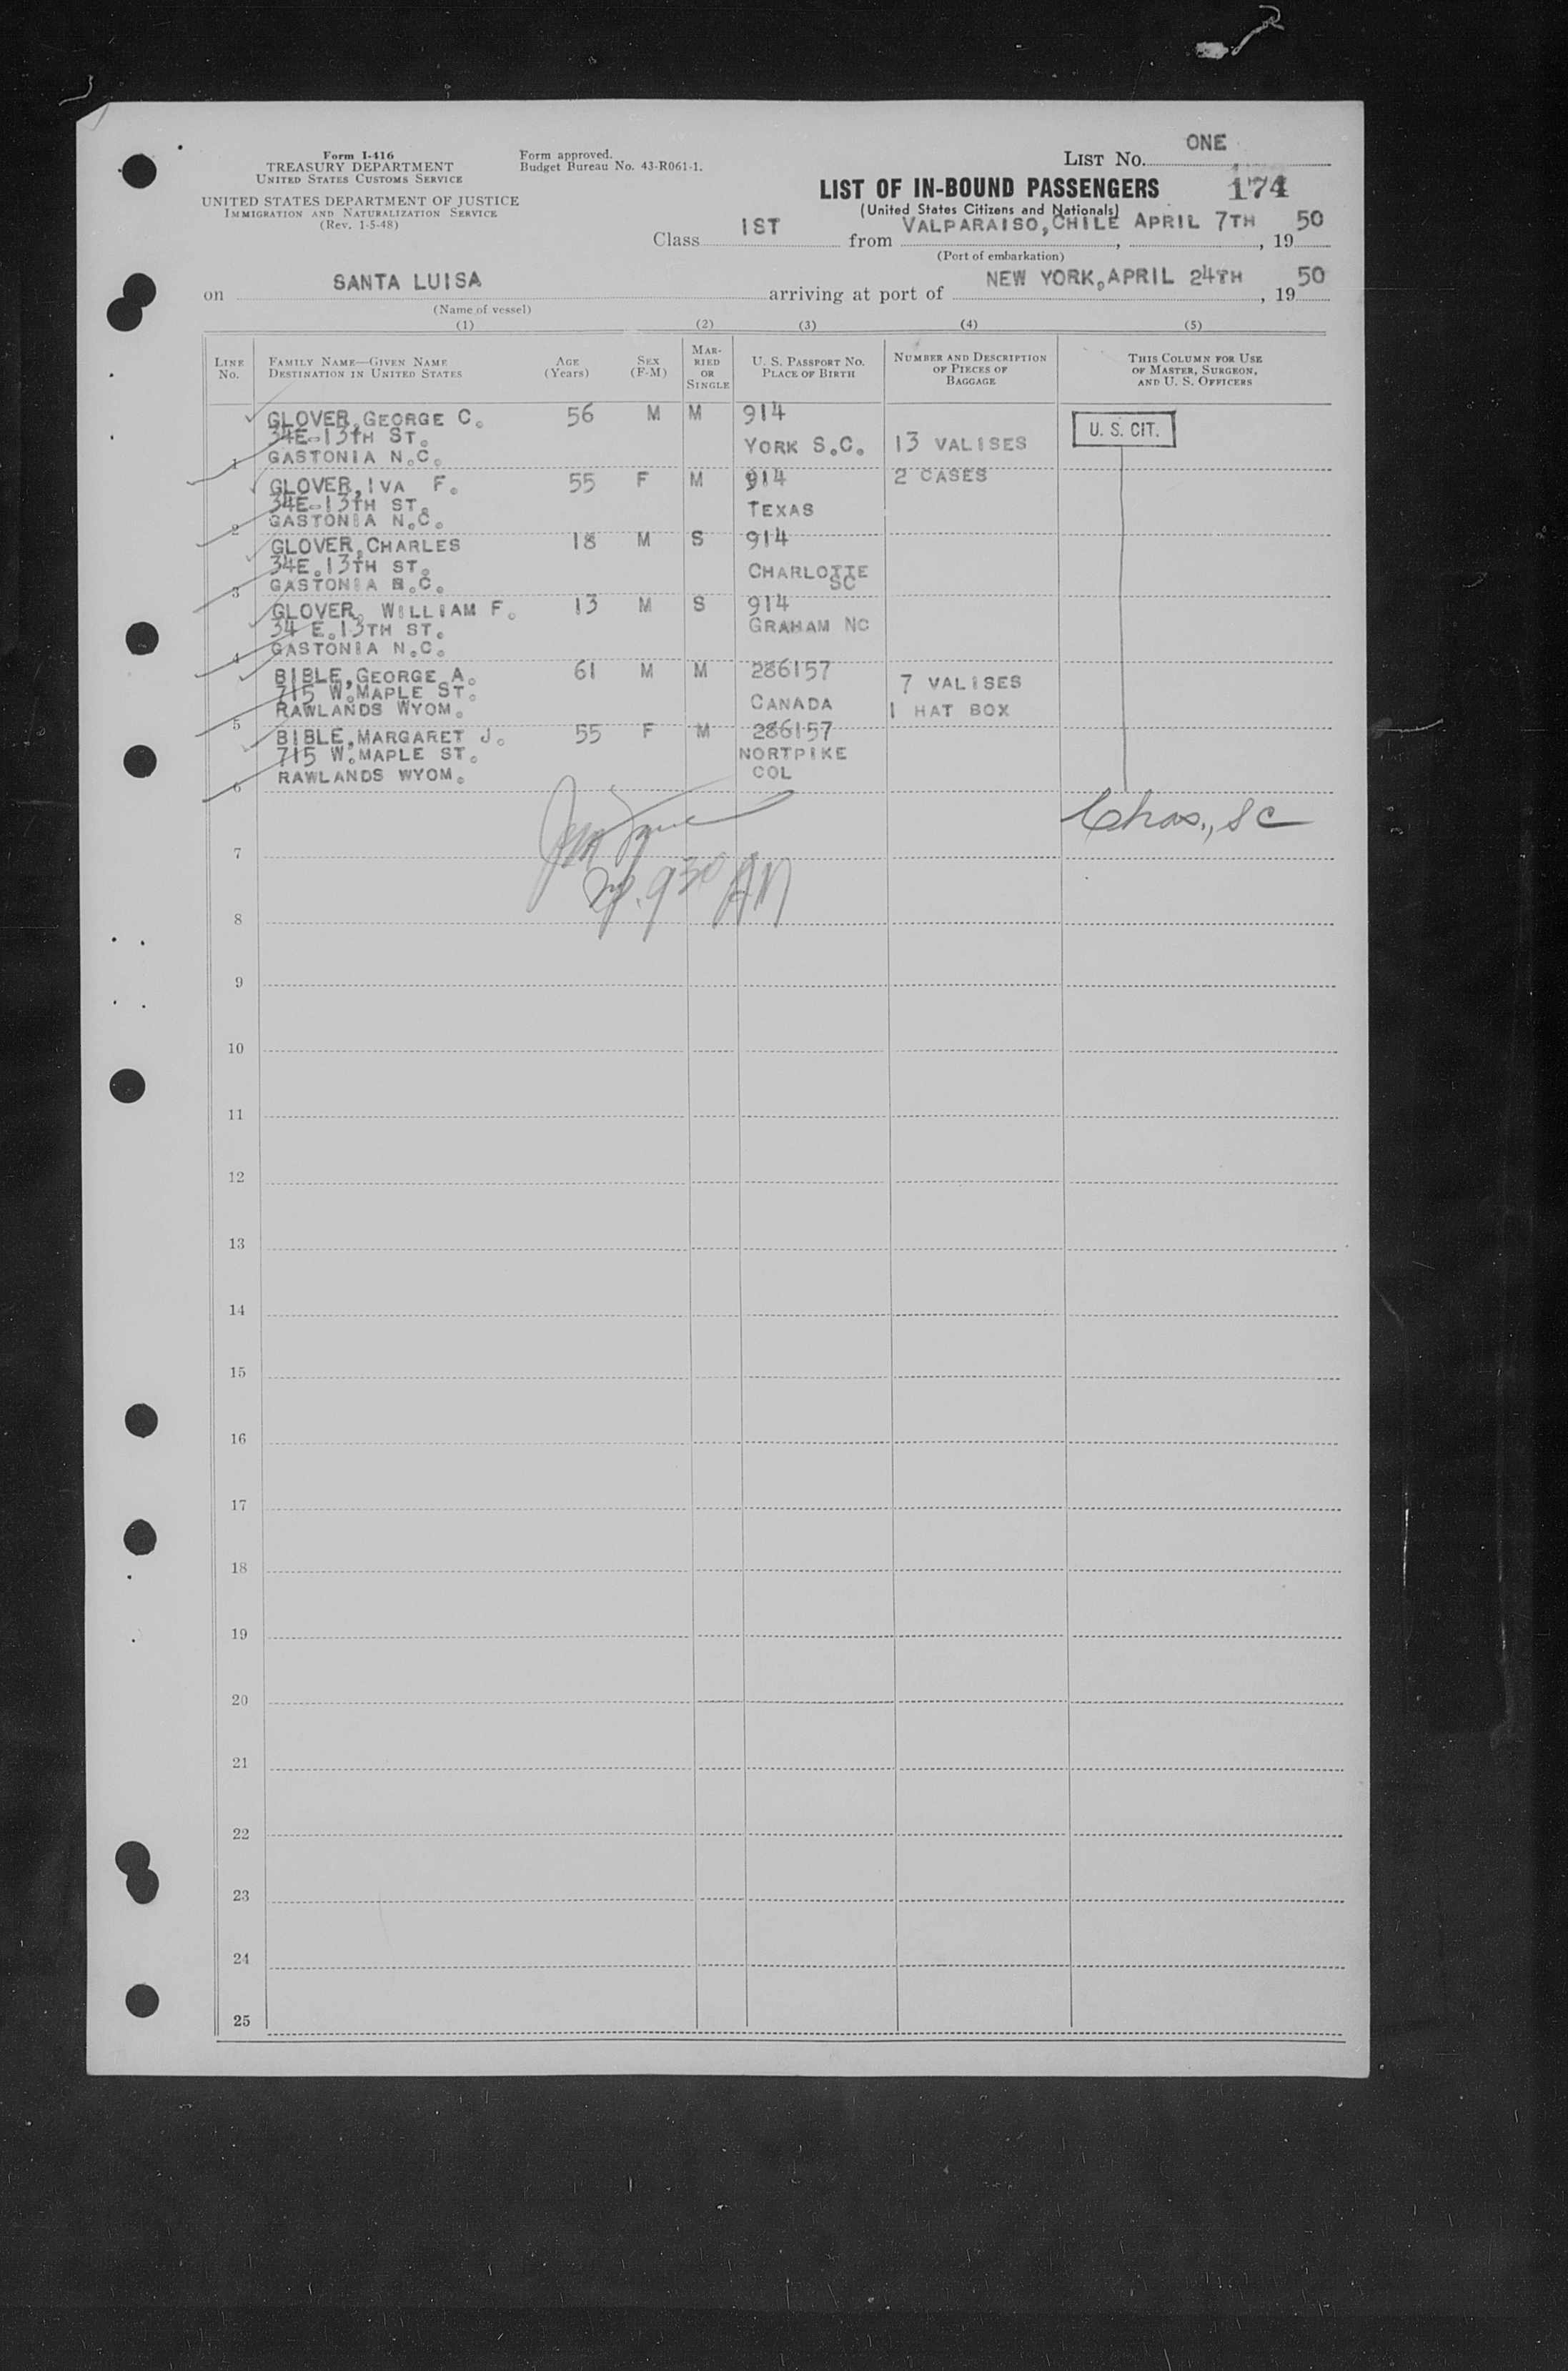 Form I-416
TREASURY DEPARTMENT
UNITED STATES CUSTOMS SERVICE
UNITED STATES DEPARTMENT OF JUSTICE
IMMIGRATION AND NATURALIZATION SERVICE
(Rev. 1-5-48)
Form approved.
Budget Bureau No. 43-R061-1.
LIST NO. ONE
LIST OF IN-BOUND PASSENGERS 174
(United States Citizens and Nationals)
Class 1ST from VALPARAISO, CHILE APRIL 7TH, 19 50
(Port of embarkation)
on SANTA LUISA arriving at port of NEW YORK, APRIL 24TH, 19 50
(Name of vessel)
(1) (2) (3) (4) (5)
LINE NO.
FAMILY NAME—GIVEN NAME
DESTINATION IN UNITED STATES
AGE (YEARS)
SEX (F-M)
MARRIED OR SINGLE
U. S. PASSPORT NO.
PLACE OF BIRTH
NUMBER AND DESCRIPTION OF PIECES OF BAGGAGE
THIS COLUMN FOR USE OF MASTER, SURGEON, AND U. S. OFFICERS
GLOVER, GEORGE C. 56 M M 914
34E-13TH ST. U. S. CIT.
1 GASTONIA N.C. YORK S.C. 13 VALISES
GLOVER, IVA F. 55 F M 914 2 CASES
34E-13TH ST. TEXAS
2 GASTONIA N.C.
GLOVER, CHARLES 18 M S 914
34E.13TH ST. CHARLOTTE
3 GASTONIA N.C. SC
GLOVER, WILLIAM F. 13 M S 914
34 E.13TH ST. GRAHAM NC
4 GASTONIA N.C.
BIBLE, GEORGE A. 61 M M 286157
715 W.MAPLE ST. 7 VALISES
5 RAWLANDS WYOM. CANADA 1 HAT BOX
BIBLE, MARGARET J. 55 F M 286157
715 W.MAPLE ST. NORTPIKE
6 RAWLANDS WYOM. COL
Chas., SC
7
9 30 AM
8
9
10
11
12
13
14
15
16
17
18
19
20
21
22
23
24
25